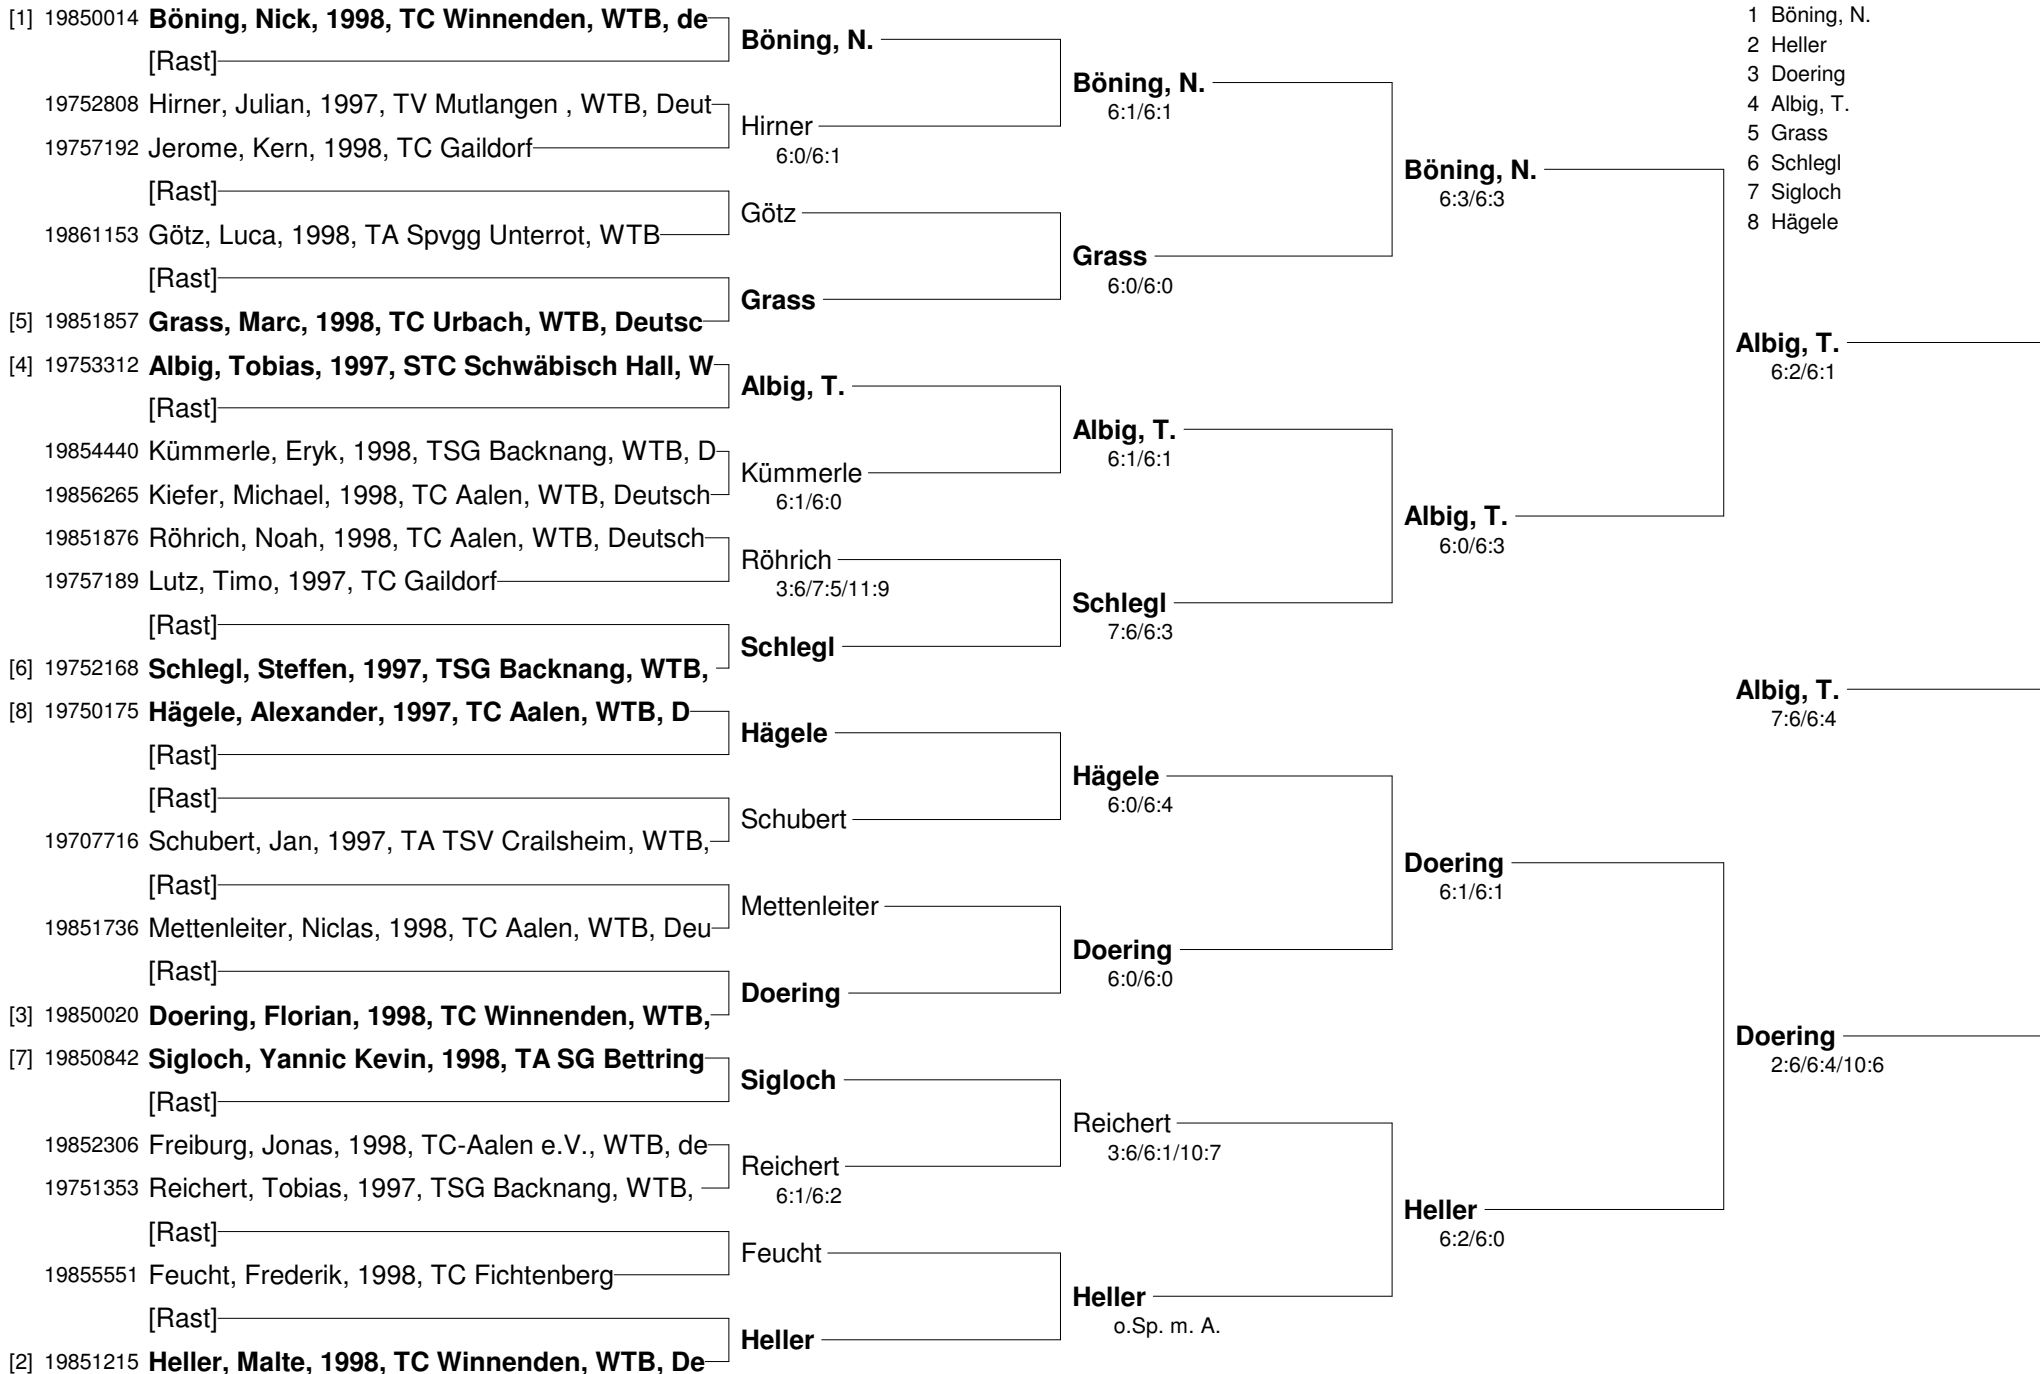 [1] 19850014 Böning, Nick, 1998, TC Winnenden, WTB, de
[Rast]
19752808 Hirner, Julian, 1997, TV Mutlangen , WTB, Deut
19757192 Jerome, Kern, 1998, TC Gaildorf
[Rast]
19861153 Götz, Luca, 1998, TA Spvgg Unterrot, WTB
[Rast]
[5] 19851857 Grass, Marc, 1998, TC Urbach, WTB, Deutsc
[4] 19753312 Albig, Tobias, 1997, STC Schwäbisch Hall, W
[Rast]
19854440 Kümmerle, Eryk, 1998, TSG Backnang, WTB, D
19856265 Kiefer, Michael, 1998, TC Aalen, WTB, Deutsch
19851876 Röhrich, Noah, 1998, TC Aalen, WTB, Deutsch
19757189 Lutz, Timo, 1997, TC Gaildorf
[Rast]
[6] 19752168 Schlegl, Steffen, 1997, TSG Backnang, WTB,
[8] 19750175 Hägele, Alexander, 1997, TC Aalen, WTB, D
[Rast]
[Rast]
19707716 Schubert, Jan, 1997, TA TSV Crailsheim, WTB,
[Rast]
19851736 Mettenleiter, Niclas, 1998, TC Aalen, WTB, Deu
[Rast]
[3] 19850020 Doering, Florian, 1998, TC Winnenden, WTB,
[7] 19850842 Sigloch, Yannic Kevin, 1998, TA SG Bettring
[Rast]
19852306 Freiburg, Jonas, 1998, TC-Aalen e.V., WTB, de
19751353 Reichert, Tobias, 1997, TSG Backnang, WTB,
[Rast]
19855551 Feucht, Frederik, 1998, TC Fichtenberg
[Rast]
[2] 19851215 Heller, Malte, 1998, TC Winnenden, WTB, De
Böning, N.
Hirner
6:0/6:1
Götz
Grass
Albig, T.
Kümmerle
6:1/6:0
Röhrich
3:6/7:5/11:9
Schlegl
Hägele
Schubert
Mettenleiter
Doering
Sigloch
Reichert
6:1/6:2
Feucht
Heller
Böning, N.
6:1/6:1
Grass
6:0/6:0
Albig, T.
6:1/6:1
Schlegl
7:6/6:3
Hägele
6:0/6:4
Doering
6:0/6:0
Reichert
3:6/6:1/10:7
Heller
o.Sp. m. A.
Böning, N.
6:3/6:3
Albig, T.
6:0/6:3
Doering
6:1/6:1
Heller
6:2/6:0
1 Böning, N.
2 Heller
3 Doering
4 Albig, T.
5 Grass
6 Schlegl
7 Sigloch
8 Hägele
Albig, T.
6:2/6:1
Albig, T.
7:6/6:4
Doering
2:6/6:4/10:6